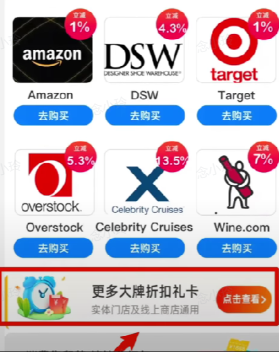 立减
1%
立减
4.3%
立减
1%
amazon
DSW
DESIGNER SHOE WAREHOUSE
target
Amazon
DSW
Target
去购买
去购买
去购买
立减
5.3%
立减
13.5%
立减
7%
overstock.
Celebrity Cruises
Overstock
Celebrity Cruises
Wine.com
去购买
去购买
去购买
更多大牌折扣礼卡
实体门店及线上商店通用
点击查看>